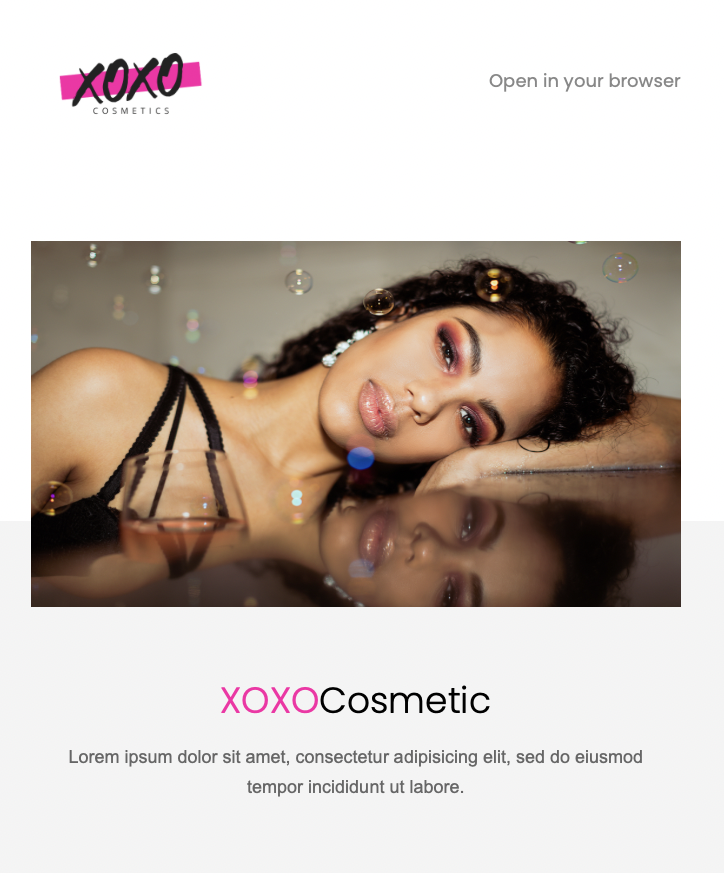 XOXO
COSMETICS
Open in your browser
XOXOCosmetic
Lorem ipsum dolor sit amet, consectetur adipisicing elit, sed do eiusmod
tempor incididunt ut labore.